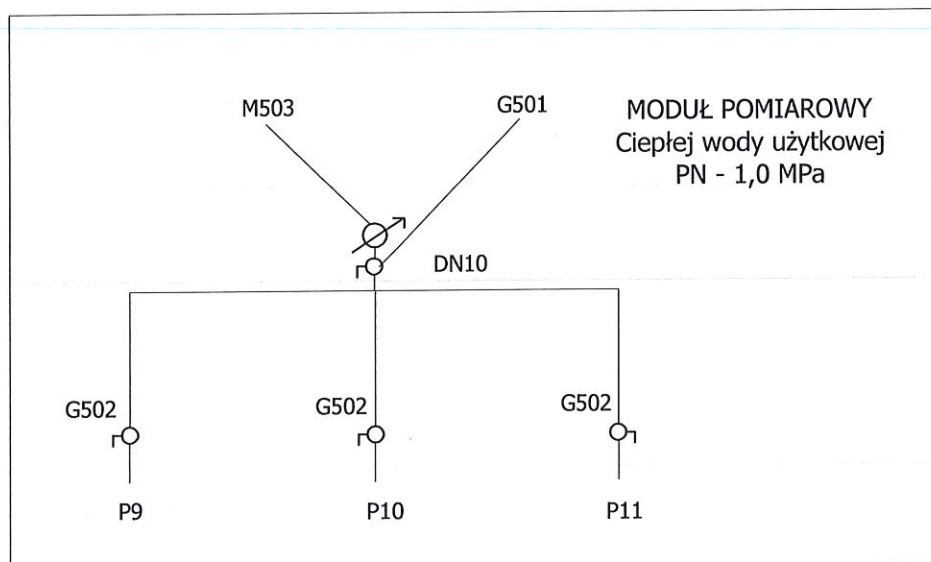 M503
G501
MODUŁ POMIAROWY
Ciepłej wody użytkowej
PN - 1,0 MPa
DN10
G502
G502
G502
P9
P10
P11